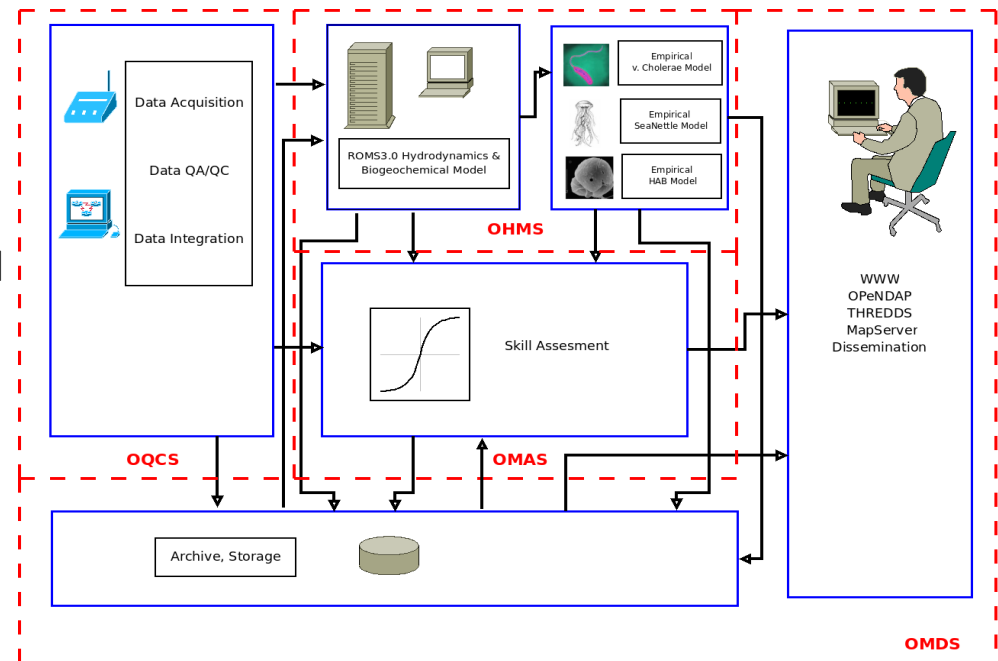 Data Acquisition
Data QA/QC
Data Integration
OQCS
ROMS3.0 Hydrodynamics &
Biogeochemical Model
Empirical
v. Cholerae Model
Empirical
SeaNettle Model
Empirical
HAB Model
OHMS
Skill Assesment
OMAS
WWW
OPeNDAP
THREDDS
MapServer
Dissemination
Archive, Storage
OMDS